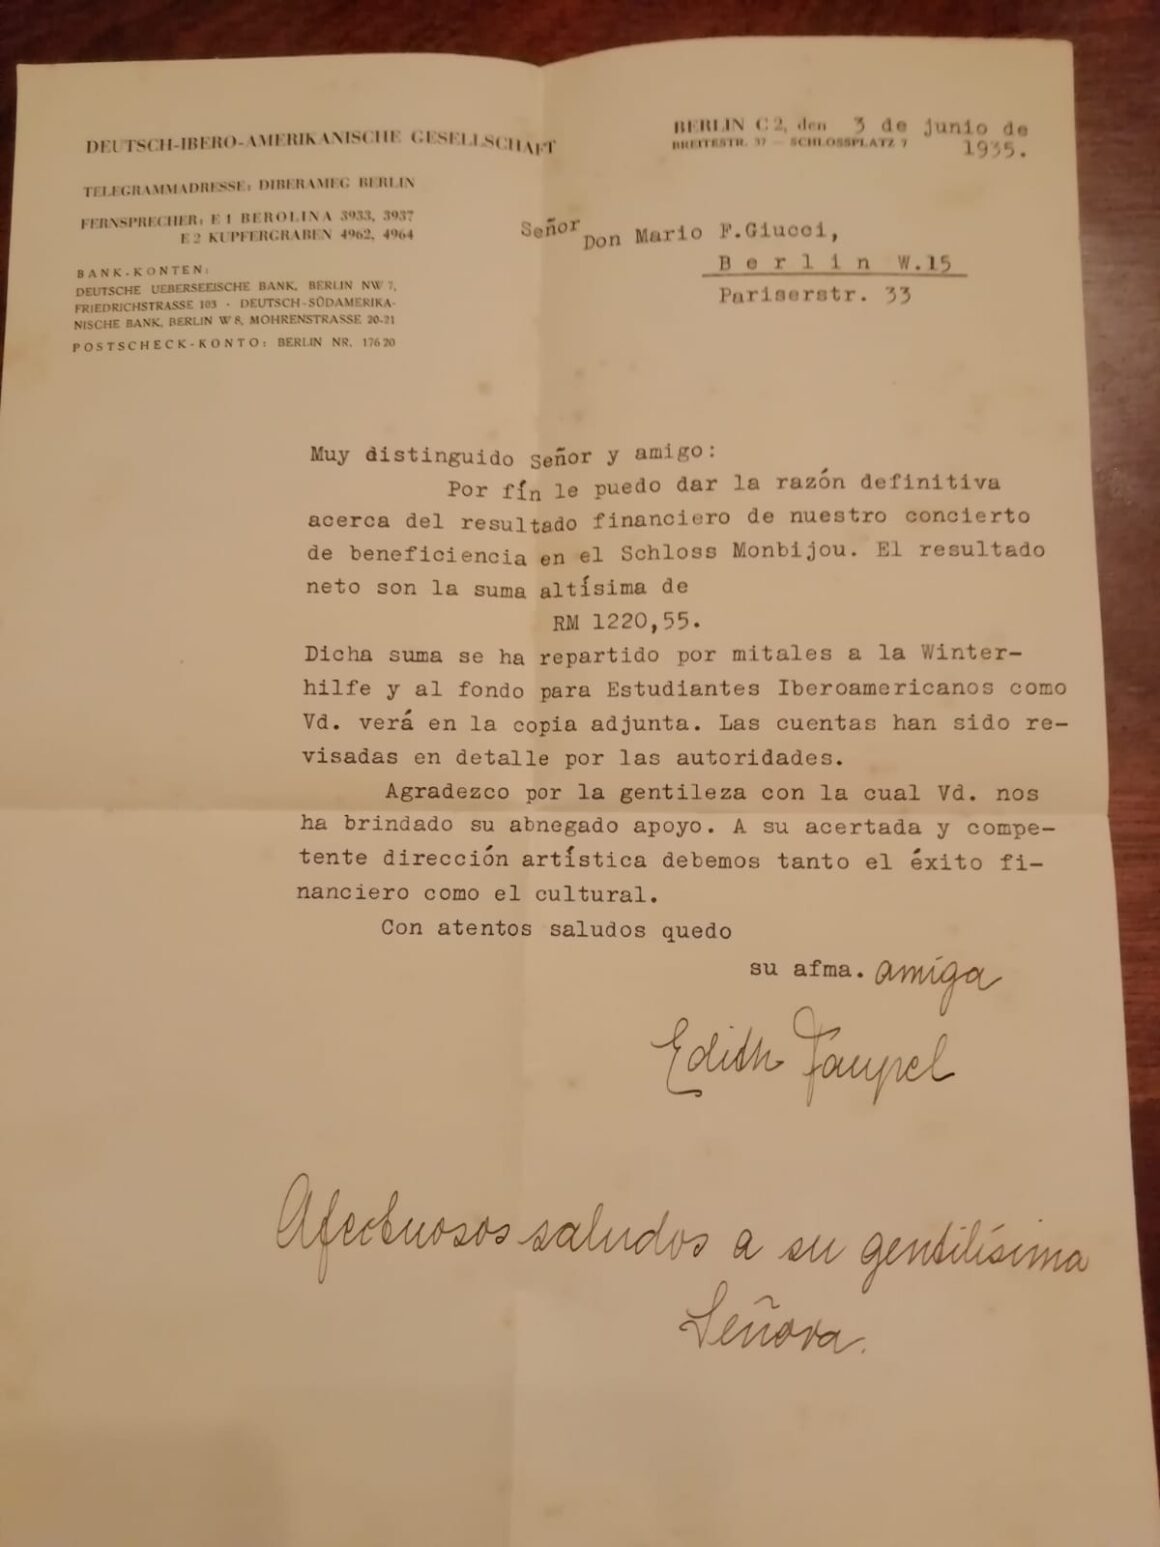 DEUTSCH-IBERO-AMERIKANISCHE GESELLSCHAFT
TELEGRAMMADRESSE: DIBERAMEG BERLIN
FERNSPRECHER: E 1 BEROLINA 3933, 3937
E 2 KUPFERGRABEN 4962, 4964
BANK-KONTEN:
DEUTSCHE UEBERSEEISCHE BANK, BERLIN NW 7,
FRIEDRICHSTRASSE 103 · DEUTSCH-SÜDAMERIKA-
NISCHE BANK, BERLIN W 8, MOHRENSTRASSE 20-21
POSTSCHECK-KONTO: BERLIN NR. 17620
BERLIN C 2, den 3 de junio de
BREITESTR. 37 — SCHLOSSPLATZ 7
1935.
Señor
Don Mario F.Giucci,
Berlin W.15
Pariserstr. 33
Muy distinguido Señor y amigo:
Por fín le puedo dar la razón definitiva
acerca del resultado financiero de nuestro concierto
de beneficiencia en el Schloss Monbijou. El resultado
neto son la suma altísima de
RM 1220,55.
Dicha suma se ha repartido por mitales a la Winter-
hilfe y al fondo para Estudiantes Iberoamericanos como
Vd. verá en la copia adjunta. Las cuentas han sido re-
visadas en detalle por las autoridades.
Agradezco por la gentileza con la cual Vd. nos
ha brindado su abnegado apoyo. A su acertada y compe-
tente dirección artística debemos tanto el éxito fi-
nanciero como el cultural.
Con atentos saludos quedo
su afma. amiga
Edith Faupel
Afectuosos saludos a su gentilísima
Señora.